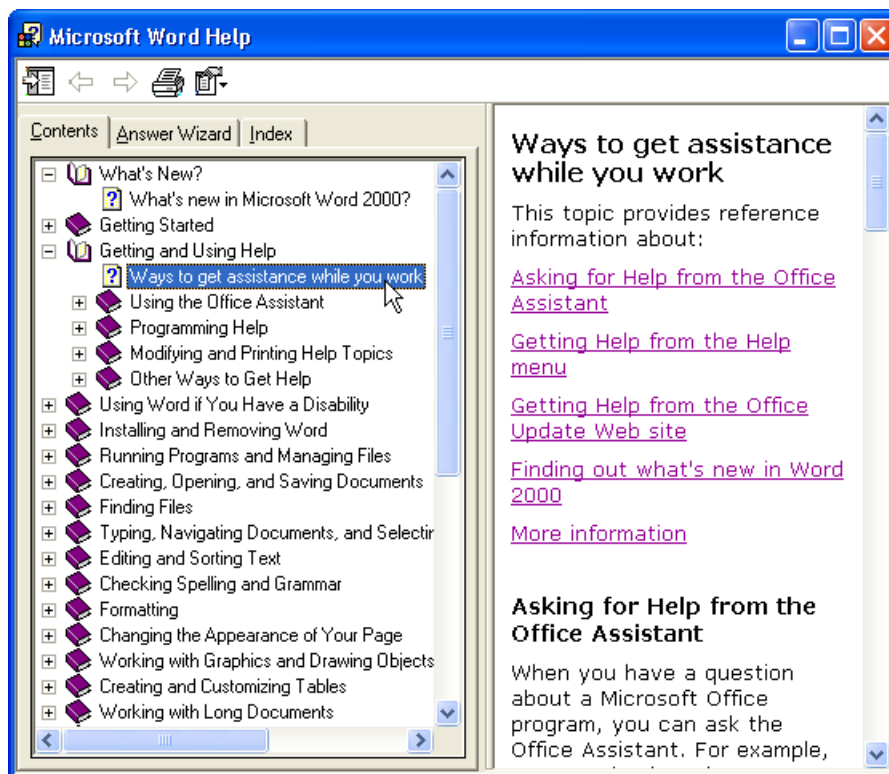 Microsoft Word Help
Contents
Answer Wizard
Index
What's New?
What's new in Microsoft Word 2000?
Getting Started
Getting and Using Help
Ways to get assistance while you work
Using the Office Assistant
Programming Help
Modifying and Printing Help Topics
Other Ways to Get Help
Using Word if You Have a Disability
Installing and Removing Word
Running Programs and Managing Files
Creating, Opening, and Saving Documents
Finding Files
Typing, Navigating Documents, and Selectin
Editing and Sorting Text
Checking Spelling and Grammar
Formatting
Changing the Appearance of Your Page
Working with Graphics and Drawing Objects
Creating and Customizing Tables
Working with Long Documents
Ways to get assistance
while you work
This topic provides reference
information about:
Asking for Help from the Office
Assistant
Getting Help from the Help
menu
Getting Help from the Office
Update Web site
Finding out what's new in Word
2000
More information
Asking for Help from the
Office Assistant
When you have a question
about a Microsoft Office
program, you can ask the
Office Assistant. For example,